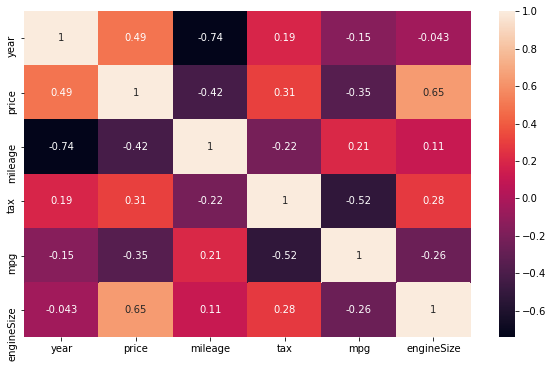 year 1 0.49 -0.74 0.19 -0.15 -0.043
price 0.49 1 -0.42 0.31 -0.35 0.65
mileage -0.74 -0.42 1 -0.22 0.21 0.11
tax 0.19 0.31 -0.22 1 -0.52 0.28
mpg -0.15 -0.35 0.21 -0.52 1 -0.26
engineSize -0.043 0.65 0.11 0.28 -0.26 1
year price mileage tax mpg engineSize
1.0
0.8
0.6
0.4
0.2
0.0
−0.2
−0.4
−0.6